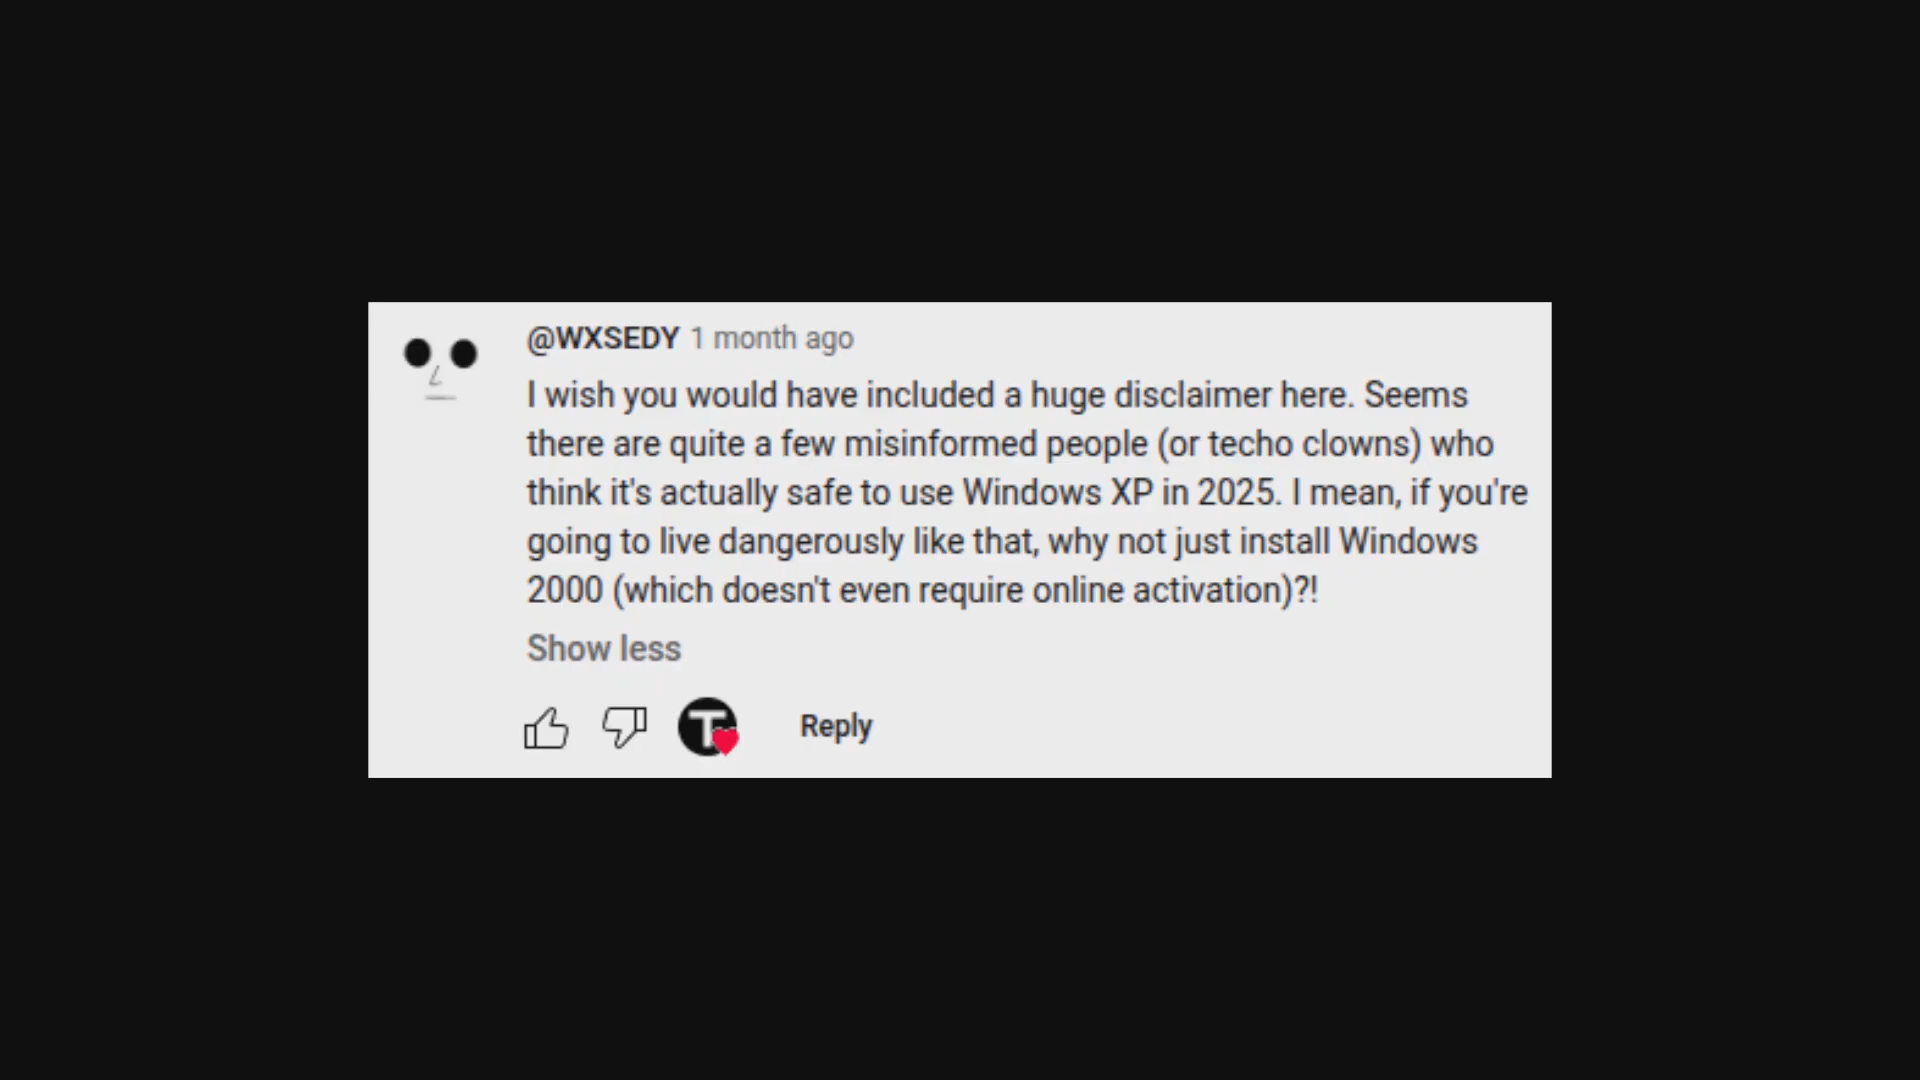 @WXSEDY 1 month ago
I wish you would have included a huge disclaimer here. Seems
there are quite a few misinformed people (or techo clowns) who
think it's actually safe to use Windows XP in 2025. I mean, if you're
going to live dangerously like that, why not just install Windows
2000 (which doesn't even require online activation)?!
Show less
T
Reply